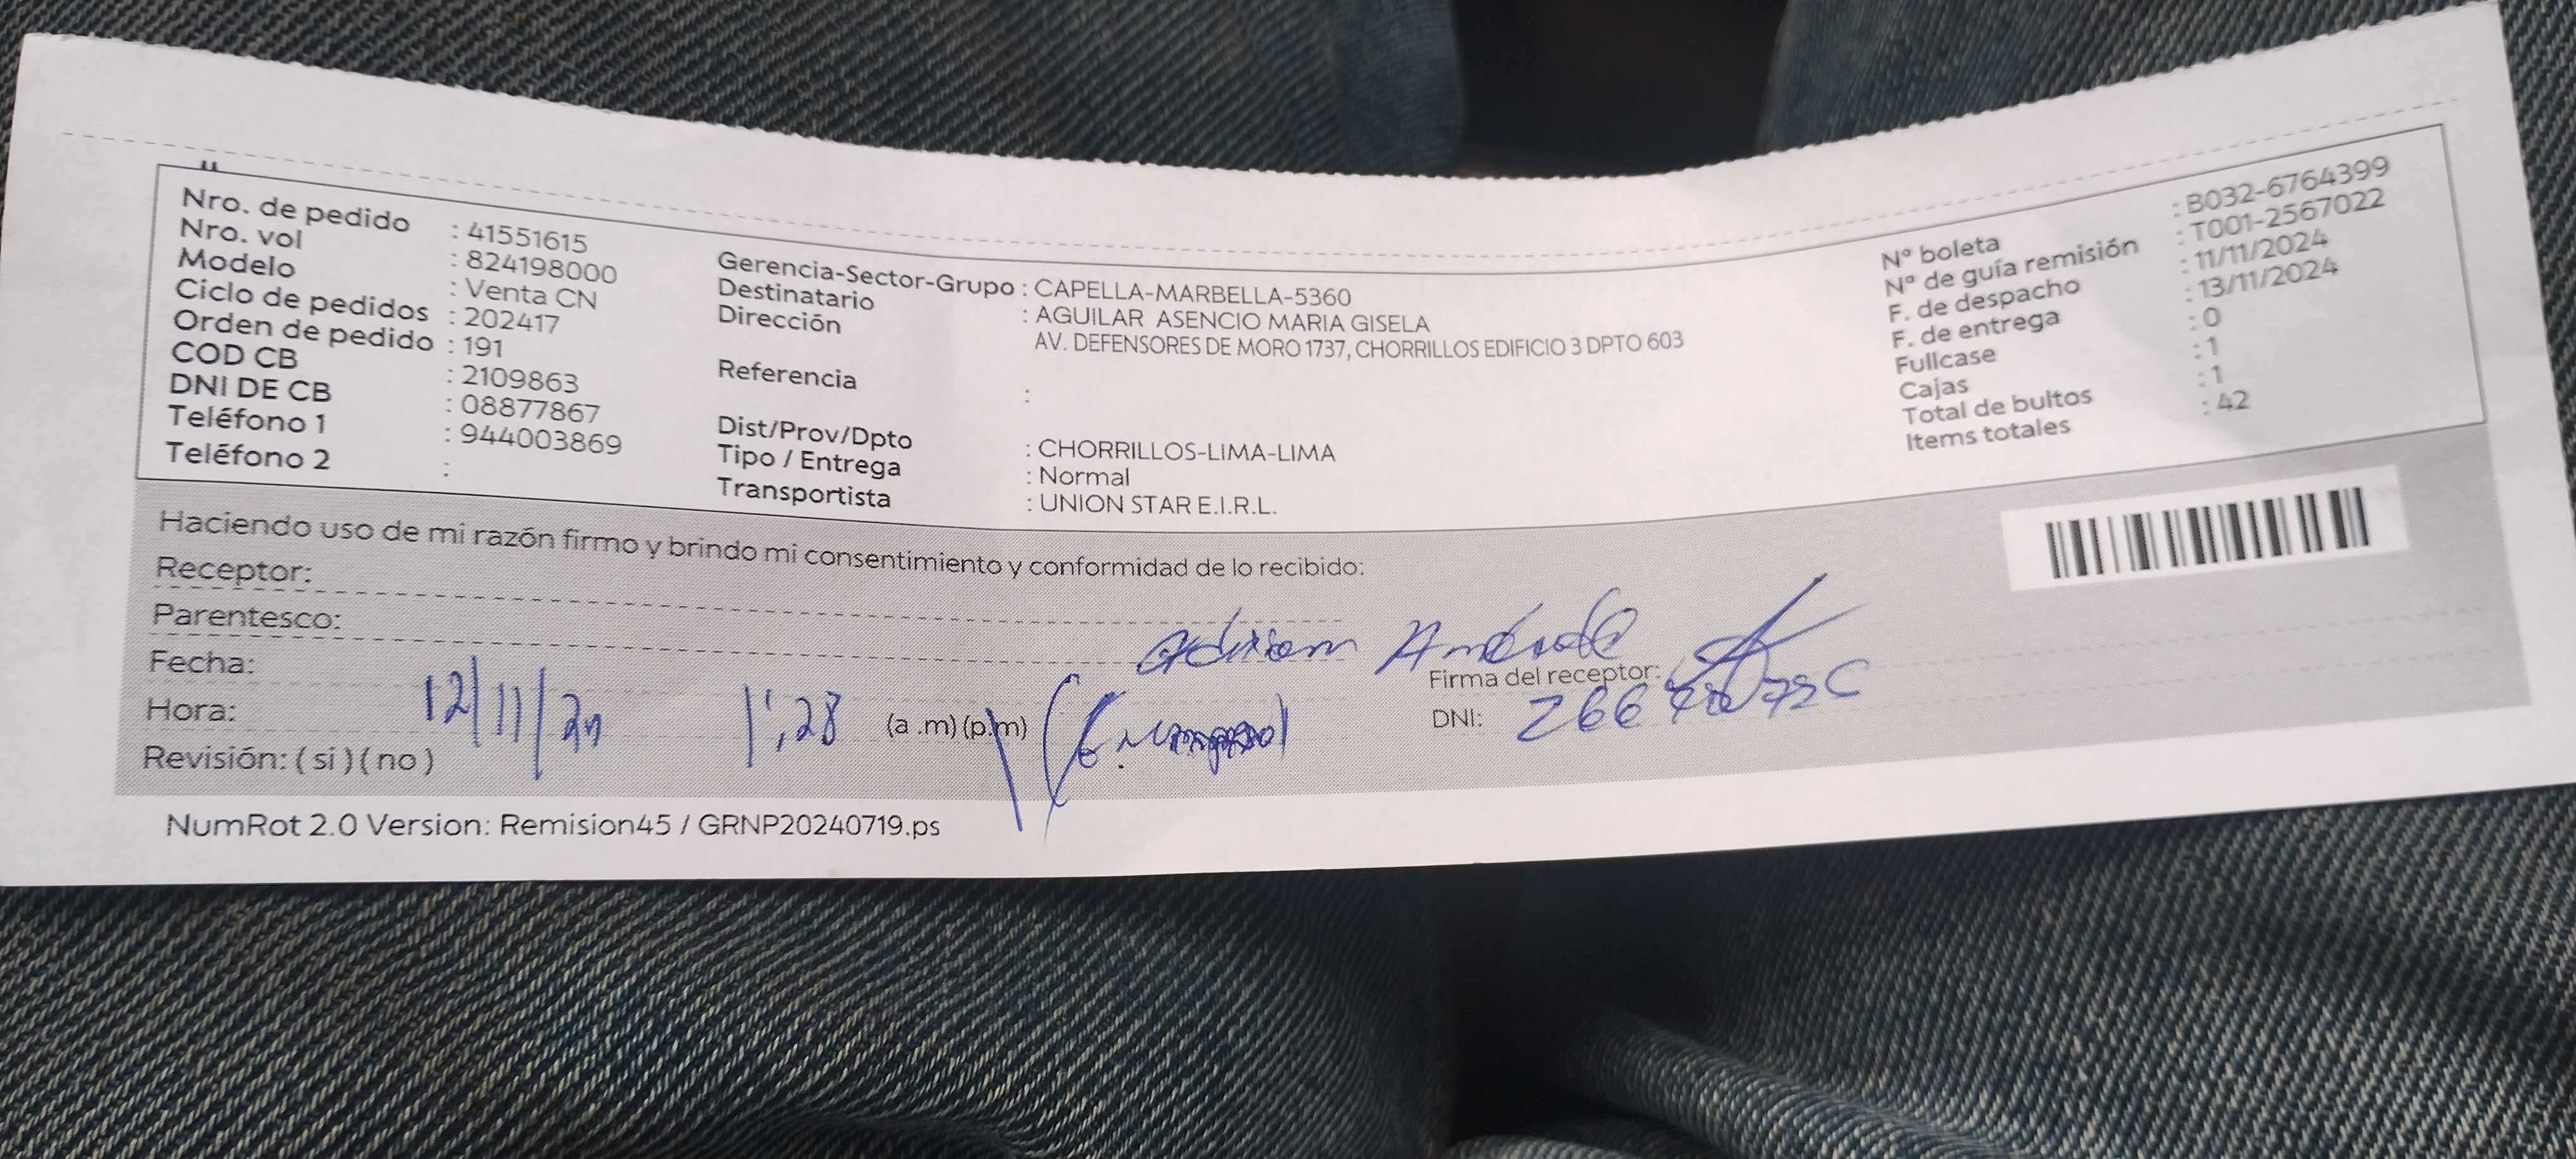 Nro. de pedido : 41551615
Nro. vol : 824198000
Modelo : Venta CN
Ciclo de pedidos : 202417
Orden de pedido : 191
COD CB : 2109863
DNI DE CB : 08877867
Teléfono 1 : 944003869
Teléfono 2 :
Gerencia-Sector-Grupo : CAPELLA-MARBELLA-5360
Destinatario : AGUILAR ASENCIO MARIA GISELA
Dirección AV. DEFENSORES DE MORO 1737, CHORRILLOS EDIFICIO 3 DPTO 603
Referencia :
Dist/Prov/Dpto : CHORRILLOS-LIMA-LIMA
Tipo / Entrega : Normal
Transportista : UNION STAR E.I.R.L.
Nº boleta : B032-6764399
Nº de guía remisión : T001-2567022
F. de despacho : 11/11/2024
F. de entrega : 13/11/2024
Fullcase : 0
Cajas : 1
Total de bultos : 1
Items totales : 42
Haciendo uso de mi razón firmo y brindo mi consentimiento y conformidad de lo recibido:
Receptor:
Parentesco:
Fecha: 12/11/24
Hora: 1:28 (a .m) (p.m)
Revisión: ( si ) ( no )
Firma del receptor:
DNI:
NumRot 2.0 Version: Remision45 / GRNP20240719.ps